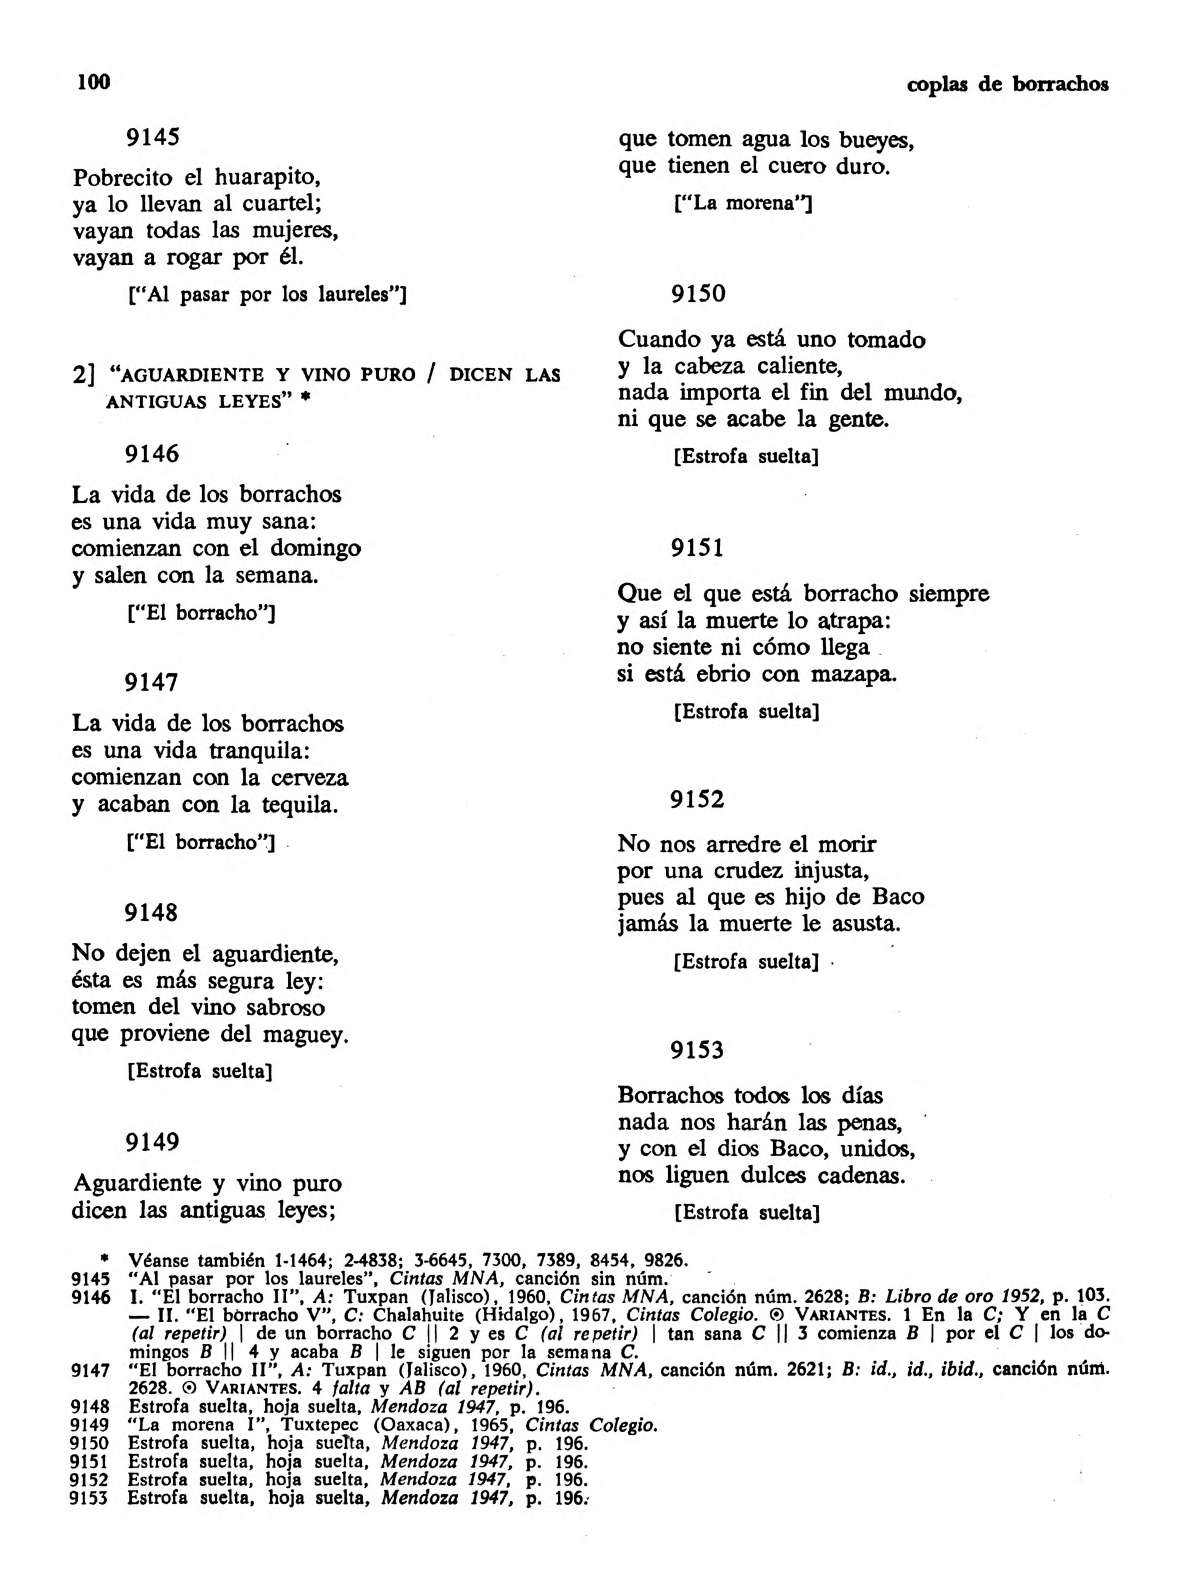 100
coplas de borrachos
9145
Pobrecito el huarapito,
ya lo llevan al cuartel;
vayan todas las mujeres,
vayan a rogar por él.
["Al pasar por los laureles"]
2] "AGUARDIENTE Y VINO PURO / DICEN LAS
ANTIGUAS LEYES" *
9146
La vida de los borrachos
es una vida muy sana:
comienzan con el domingo
y salen con la semana.
["El borracho"]
9147
La vida de los borrachos
es una vida tranquila:
comienzan con la cerveza
y acaban con la tequila.
["El borracho"]
9148
No dejen el aguardiente,
ésta es más segura ley:
tomen del vino sabroso
que proviene del maguey.
[Estrofa suelta]
9149
Aguardiente y vino puro
dicen las antiguas leyes;
que tomen agua los bueyes,
que tienen el cuero duro.
["La morena"]
9150
Cuando ya está uno tomado
y la cabeza caliente,
nada importa el fin del mundo,
ni que se acabe la gente.
[Estrofa suelta]
9151
Que el que está borracho siempre
y así la muerte lo atrapa:
no siente ni cómo llega
si está ebrio con mazapa.
[Estrofa suelta]
9152
No nos arredre el morir
por una crudez injusta,
pues al que es hijo de Baco
jamás la muerte le asusta.
[Estrofa suelta]
9153
Borrachos todos los días
nada nos harán las penas,
y con el dios Baco, unidos,
nos liguen dulces cadenas.
[Estrofa suelta]
* Véanse también 1-1464; 2-4838; 3-6645, 7300, 7389, 8454, 9826.
9145 "Al pasar por los laureles", Cintas MNA, canción sin núm.
9146 I. "El borracho II", A: Tuxpan (Jalisco), 1960, Cintas MNA, canción núm. 2628; B: Libro de oro 1952, p. 103.
— II. "El borracho V", C: Chalahuite (Hidalgo), 1967, Cintas Colegio. ⊙ VARIANTES. 1 En la C; Y en la C
(al repetir) | de un borracho C || 2 y es C (al repetir) | tan sana C || 3 comienza B | por el C | los do-
mingos B || 4 y acaba B | le siguen por la semana C.
9147 "El borracho II", A: Tuxpan (Jalisco), 1960, Cintas MNA, canción núm. 2621; B: id., id., ibid., canción núm.
2628. ⊙ VARIANTES. 4 falta y AB (al repetir).
9148 Estrofa suelta, hoja suelta, Mendoza 1947, p. 196.
9149 "La morena I", Tuxtepec (Oaxaca), 1965, Cintas Colegio.
9150 Estrofa suelta, hoja suelta, Mendoza 1947, p. 196.
9151 Estrofa suelta, hoja suelta, Mendoza 1947, p. 196.
9152 Estrofa suelta, hoja suelta, Mendoza 1947, p. 196.
9153 Estrofa suelta, hoja suelta, Mendoza 1947, p. 196.